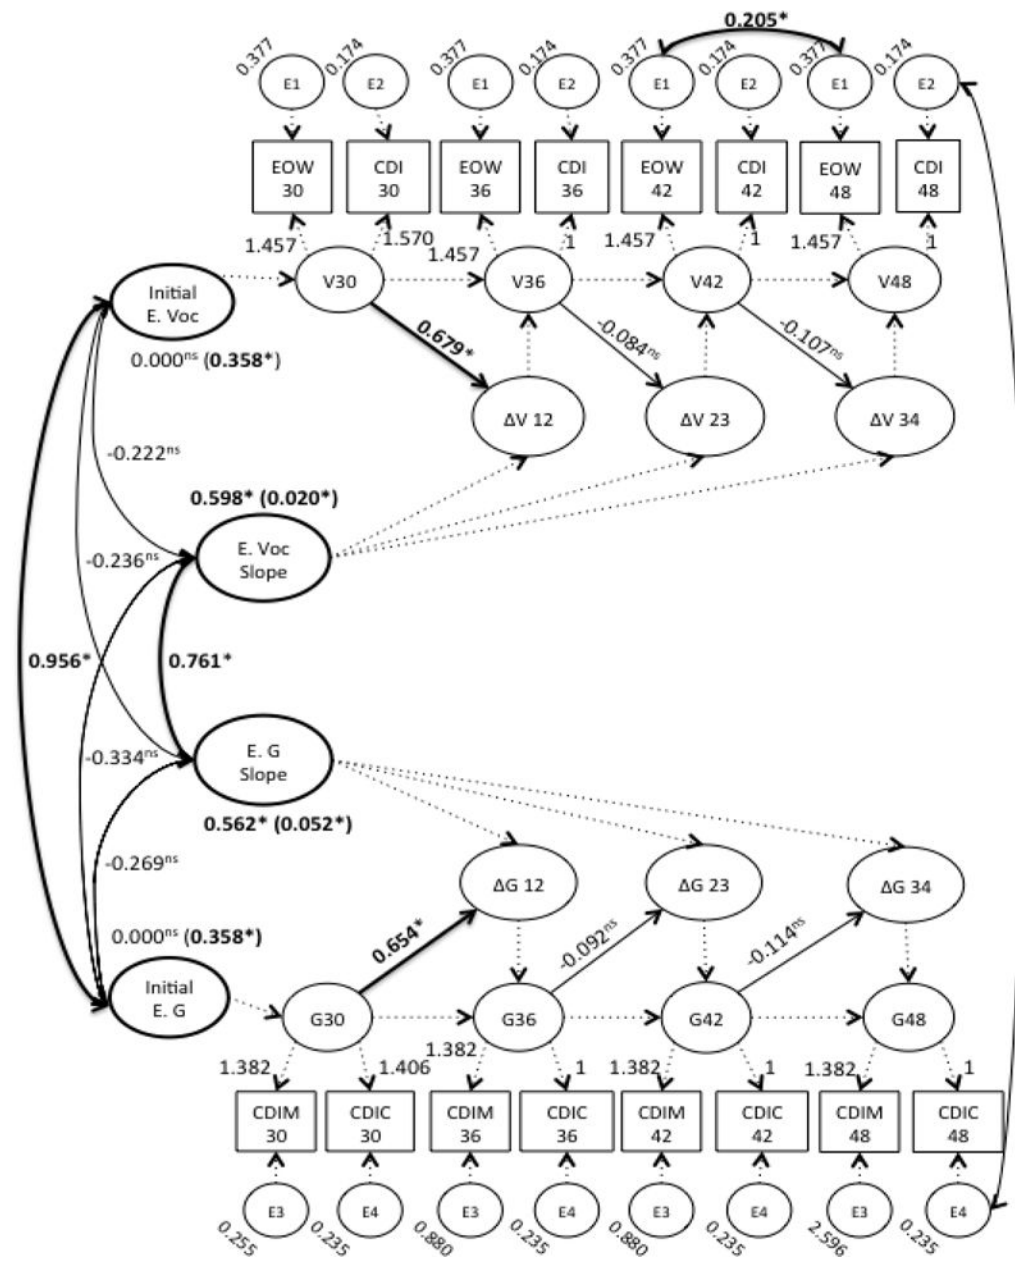 0.205*
0.377 0.174 0.377 0.174 0.377 0.174 0.377 0.174
E1 E2 E1 E2 E1 E2 E1 E2
EOW 30
CDI 30
EOW 36
CDI 36
EOW 42
CDI 42
EOW 48
CDI 48
1.457 1.570 1.457 1 1.457 1 1.457 1
V30 V36 V42 V48
Initial
E. Voc
0.000ns (0.358*)
0.679* -0.084ns -0.107ns
ΔV 12 ΔV 23 ΔV 34
-0.222ns
0.598* (0.020*)
E. Voc
Slope
-0.236ns
0.956* 0.761*
-0.334ns
E. G
Slope
0.562* (0.052*)
-0.269ns
ΔG 12 ΔG 23 ΔG 34
0.654* -0.092ns -0.114ns
0.000ns (0.358*)
Initial
E. G
G30 G36 G42 G48
1.382 1.406 1.382 1 1.382 1 1.382 1
CDIM 30
CDIC 30
CDIM 36
CDIC 36
CDIM 42
CDIC 42
CDIM 48
CDIC 48
E3 E4 E3 E4 E3 E4 E3 E4
0.255 0.235 0.880 0.235 0.880 0.235 2.596 0.235